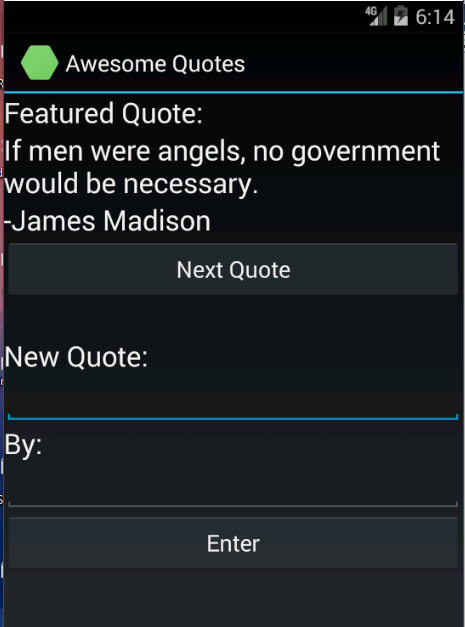 4G 6:14
Awesome Quotes
Featured Quote:
If men were angels, no government
would be necessary.
-James Madison
Next Quote
New Quote:
By:
Enter